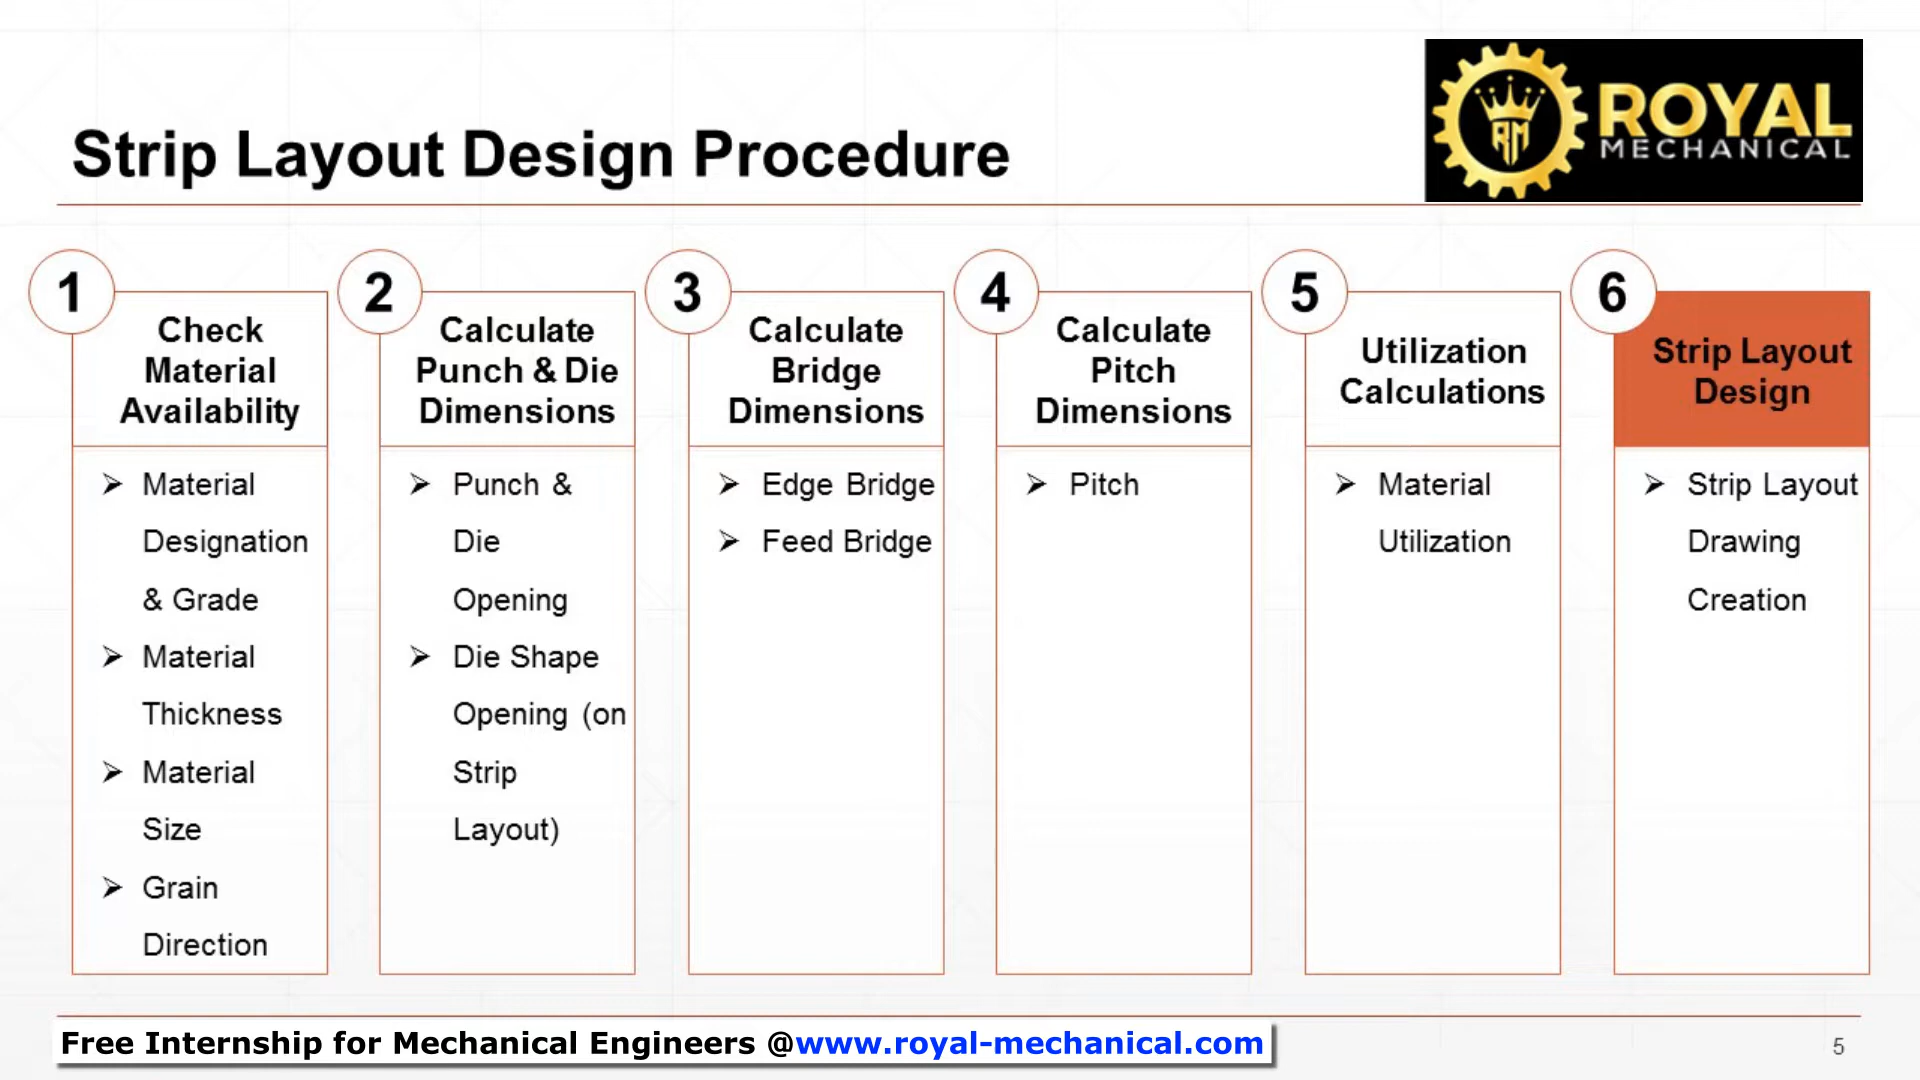 ROYAL
MECHANICAL
RM
Strip Layout Design Procedure
1
Check
Material
Availability
➢ Material
Designation
& Grade
➢ Material
Thickness
➢ Material
Size
➢ Grain
Direction
2
Calculate
Punch & Die
Dimensions
➢ Punch &
Die
Opening
➢ Die Shape
Opening (on
Strip
Layout)
3
Calculate
Bridge
Dimensions
➢ Edge Bridge
➢ Feed Bridge
4
Calculate
Pitch
Dimensions
➢ Pitch
5
Utilization
Calculations
➢ Material
Utilization
6
Strip Layout
Design
➢ Strip Layout
Drawing
Creation
Free Internship for Mechanical Engineers @www.royal-mechanical.com
5